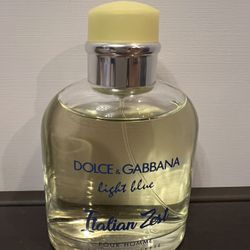 DOLCE & GABBANA
light blue
Italian Zest
POUR HOMME